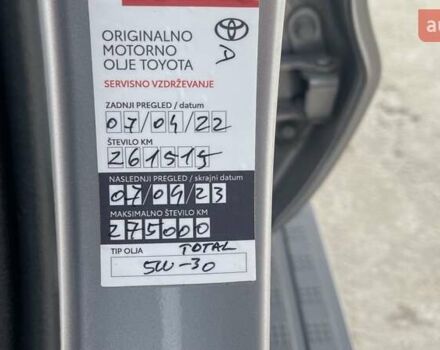 ORIGINALNO
MOTORNO
OLJE TOYOTA
A
SERVISNO VZDRŽEVANJE
ZADNJI PREGLED / datum
07/04/22
ŠTEVILO KM
261515
NASLEDNJI PREGLED / skrajni datum
07/04/23
MAKSIMALNO ŠTEVILO KM
275000
TIP OLJA TOTAL
5W-30